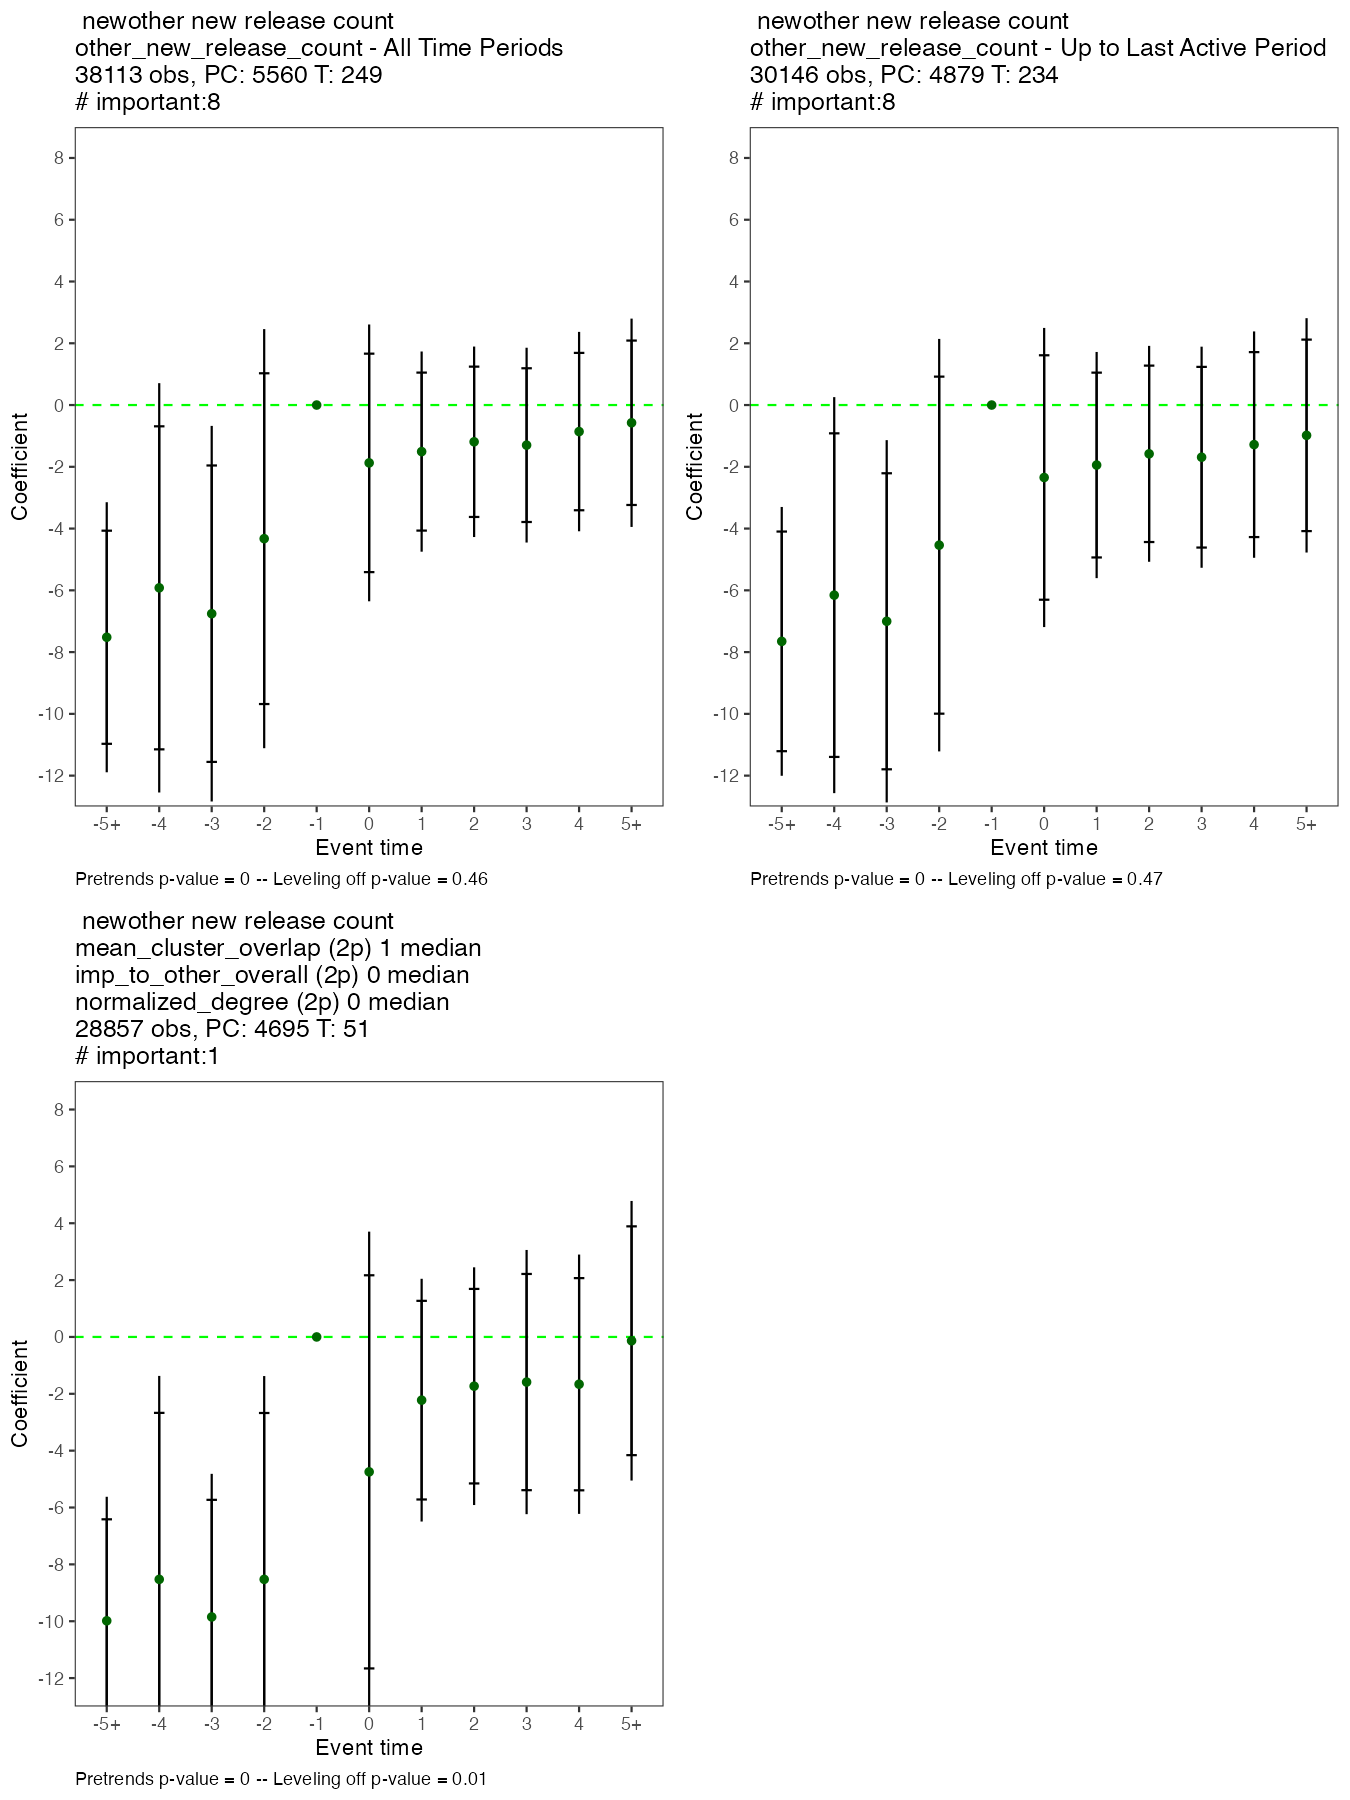 newother new release count
other_new_release_count - All Time Periods
38113 obs, PC: 5560 T: 249
# important:8
8
6
4
2
0
-2
-4
-6
-8
-10
-12
Coefficient
-5+ -4 -3 -2 -1 0 1 2 3 4 5+
Event time
Pretrends p-value = 0 -- Leveling off p-value = 0.46
newother new release count
other_new_release_count - Up to Last Active Period
30146 obs, PC: 4879 T: 234
# important:8
8
6
4
2
0
-2
-4
-6
-8
-10
-12
Coefficient
-5+ -4 -3 -2 -1 0 1 2 3 4 5+
Event time
Pretrends p-value = 0 -- Leveling off p-value = 0.47
newother new release count
mean_cluster_overlap (2p) 1 median
imp_to_other_overall (2p) 0 median
normalized_degree (2p) 0 median
28857 obs, PC: 4695 T: 51
# important:1
8
6
4
2
0
-2
-4
-6
-8
-10
-12
Coefficient
-5+ -4 -3 -2 -1 0 1 2 3 4 5+
Event time
Pretrends p-value = 0 -- Leveling off p-value = 0.01